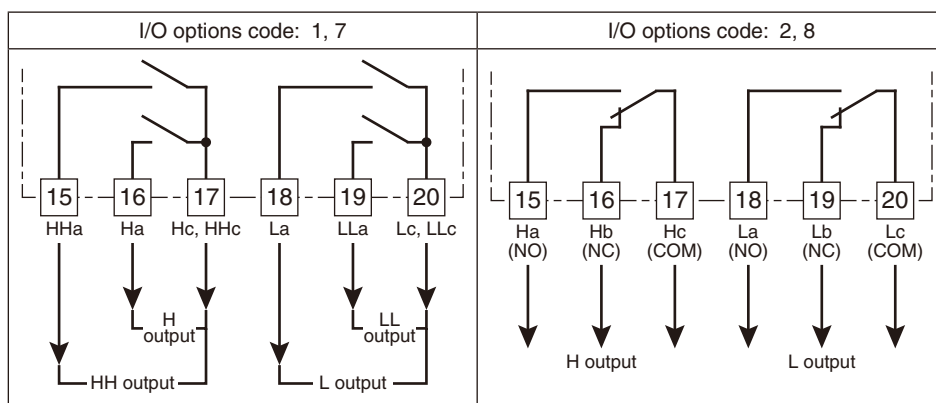 I/O options code: 1, 7
15 16 17 18 19 20
HHa Ha Hc, HHc La LLa Lc, LLc
H
output
LL
output
HH output
L output
I/O options code: 2, 8
15 16 17 18 19 20
Ha Hb Hc La Lb Lc
(NO) (NC) (COM) (NO) (NC) (COM)
H output
L output